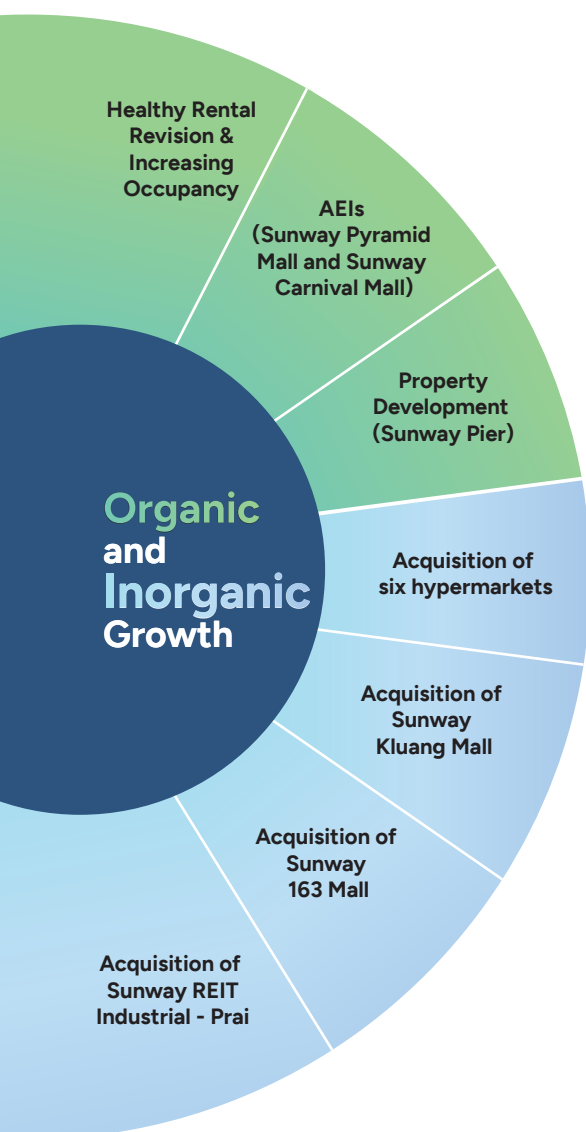 Healthy Rental
Revision &
Increasing
Occupancy
AEIs
(Sunway Pyramid
Mall and Sunway
Carnival Mall)
Property
Development
(Sunway Pier)
Organic
and
Inorganic
Growth
Acquisition of
six hypermarkets
Acquisition of
Sunway
Kluang Mall
Acquisition of
Sunway
163 Mall
Acquisition of
Sunway REIT
Industrial - Prai